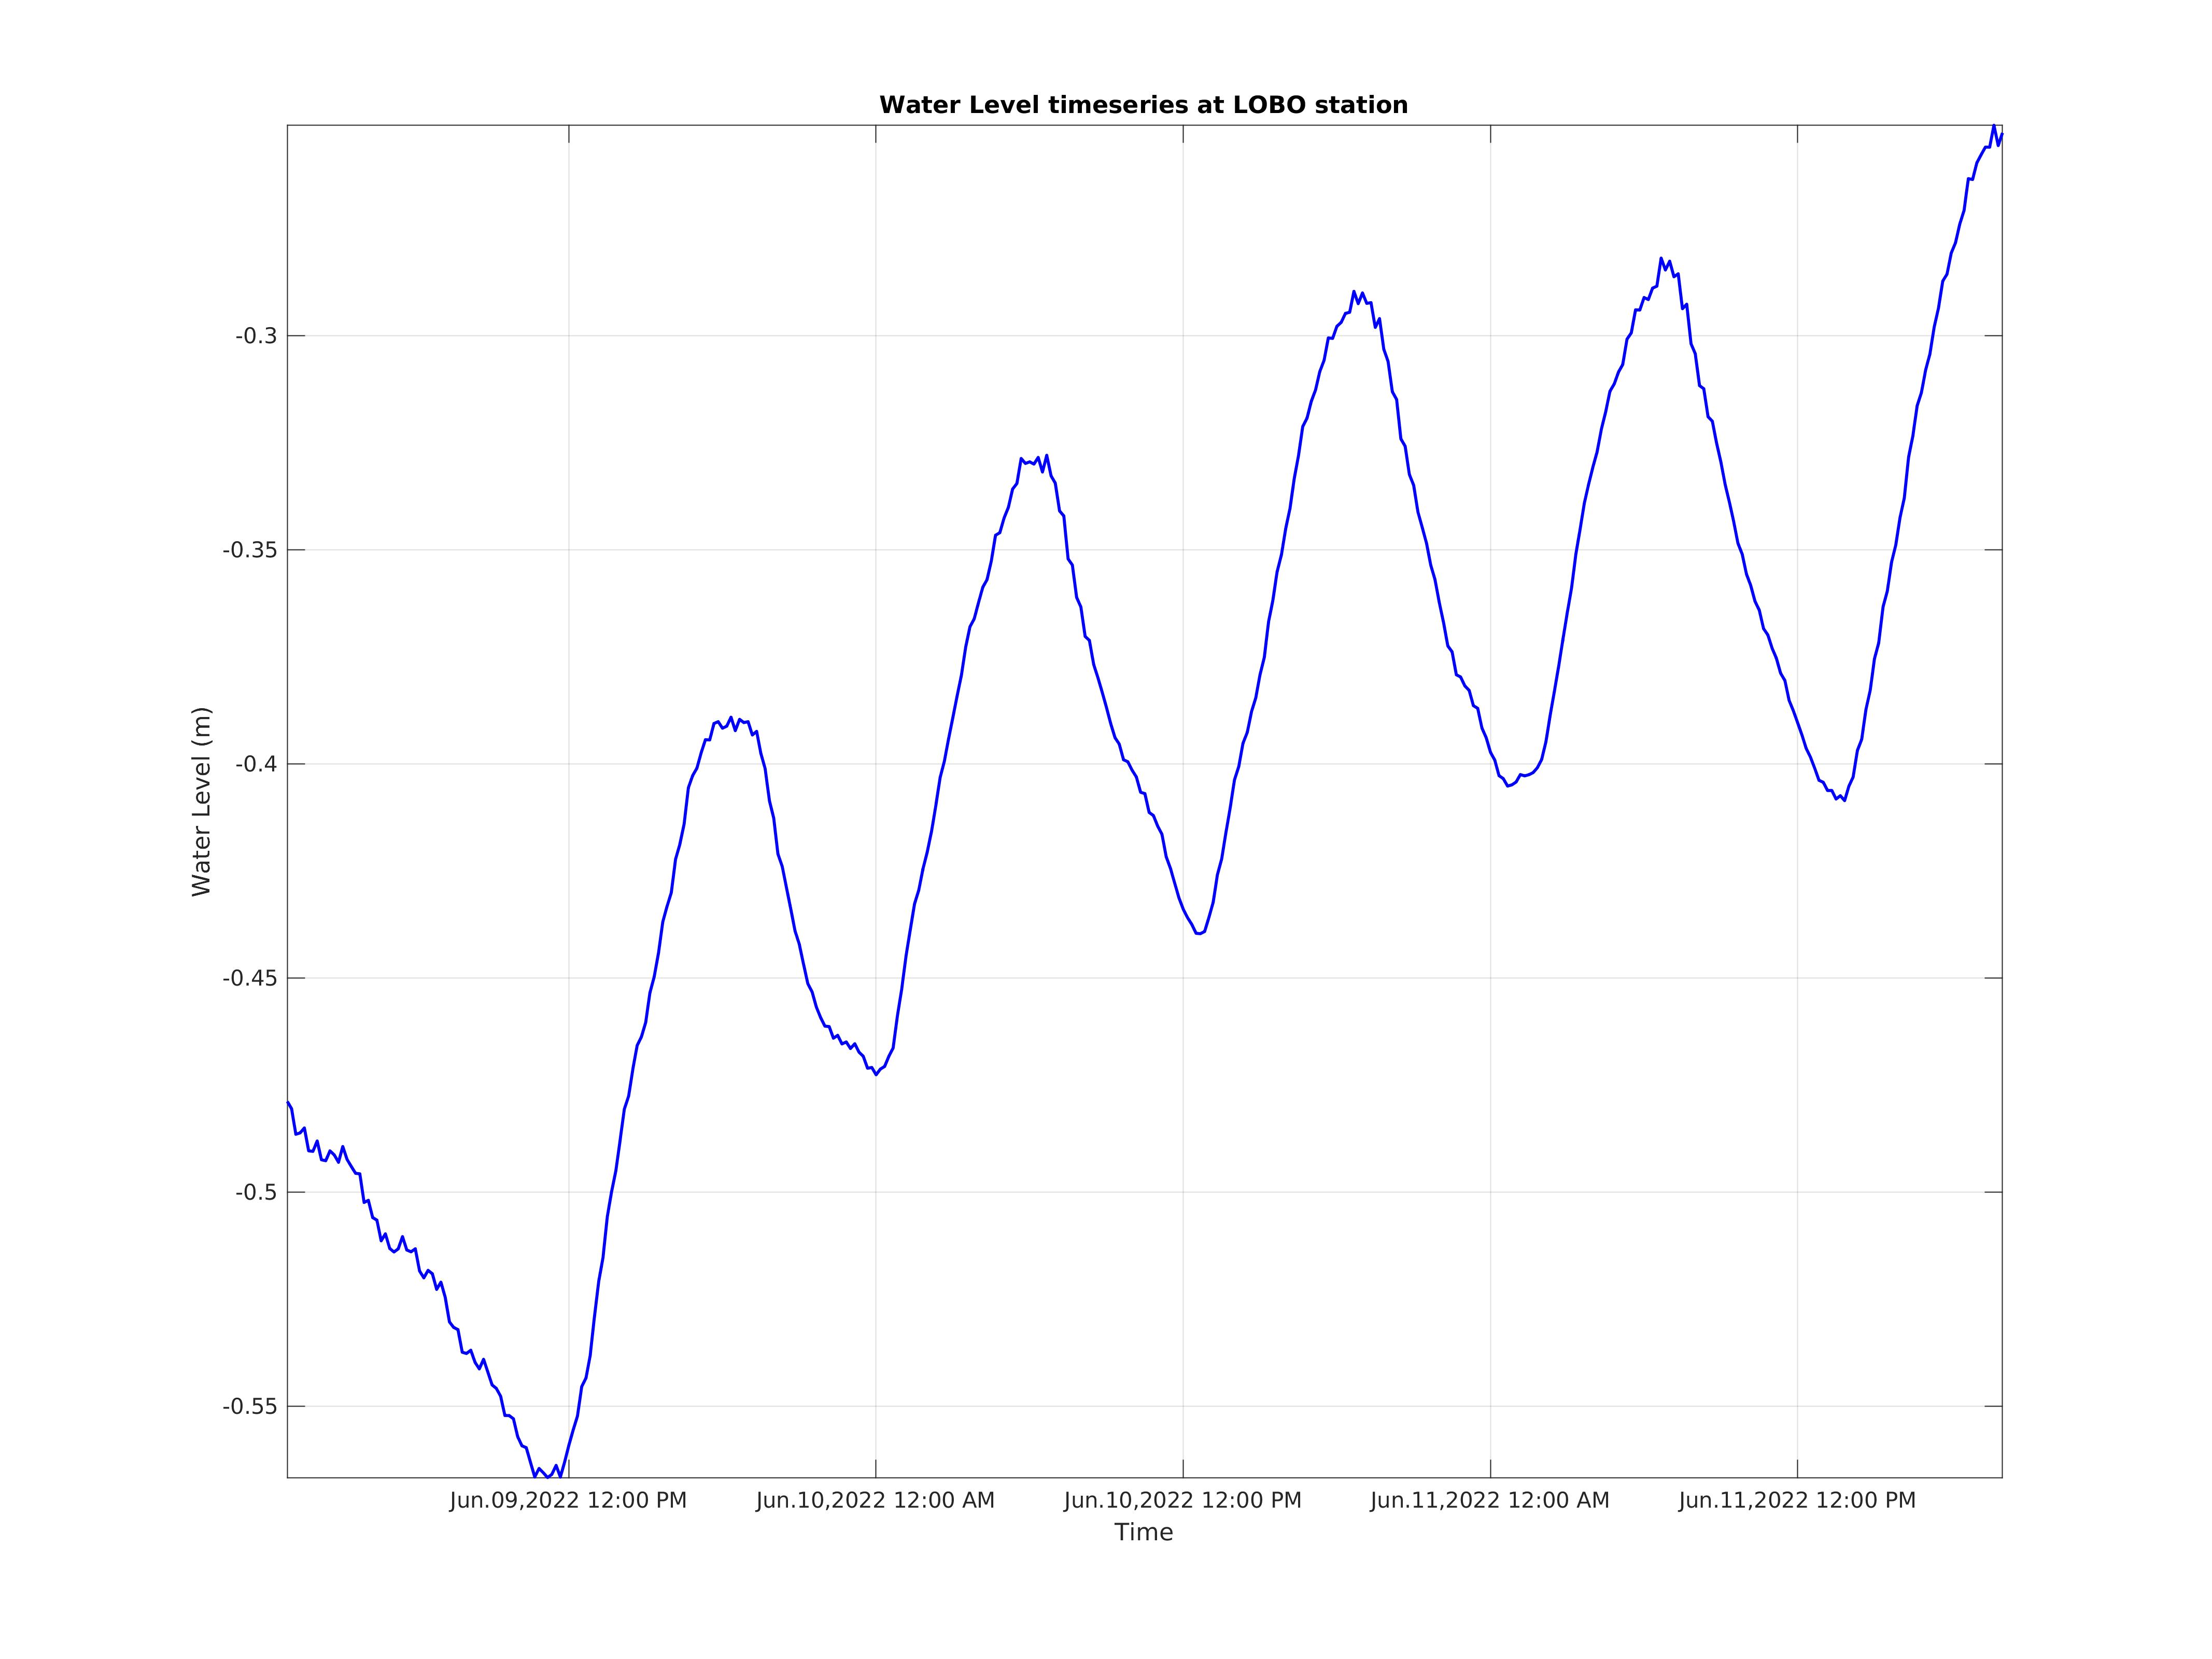 Water Level timeseries at LOBO station
-0.3
-0.35
-0.4
-0.45
-0.5
-0.55
Water Level (m)
Jun.09,2022 12:00 PM
Jun.10,2022 12:00 AM
Jun.10,2022 12:00 PM
Jun.11,2022 12:00 AM
Jun.11,2022 12:00 PM
Time